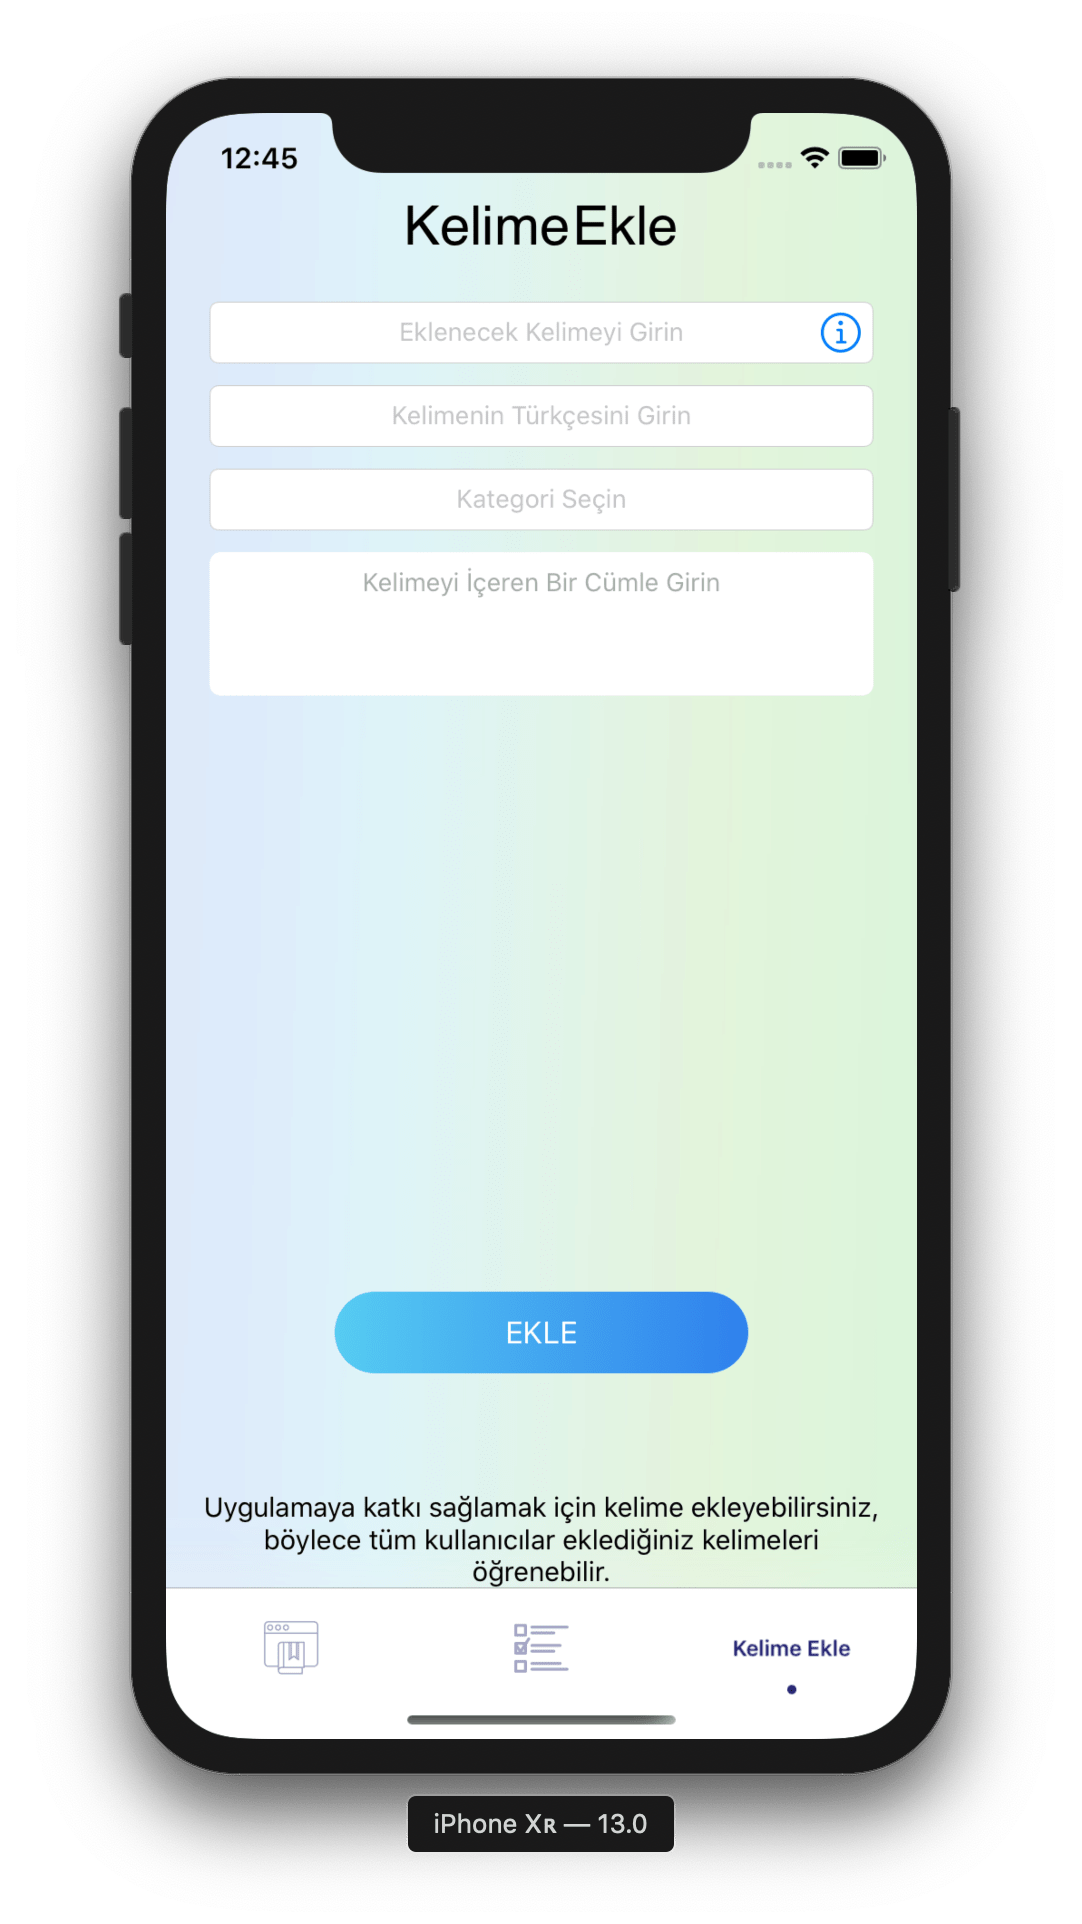 12:45
KelimeEkle
Eklenecek Kelimeyi Girin
Kelimenin Türkçesini Girin
Kategori Seçin
Kelimeyi İçeren Bir Cümle Girin
EKLE
Uygulamaya katkı sağlamak için kelime ekleyebilirsiniz,
böylece tüm kullanıcılar eklediğiniz kelimeleri
öğrenebilir.
Kelime Ekle
iPhone Xʀ — 13.0